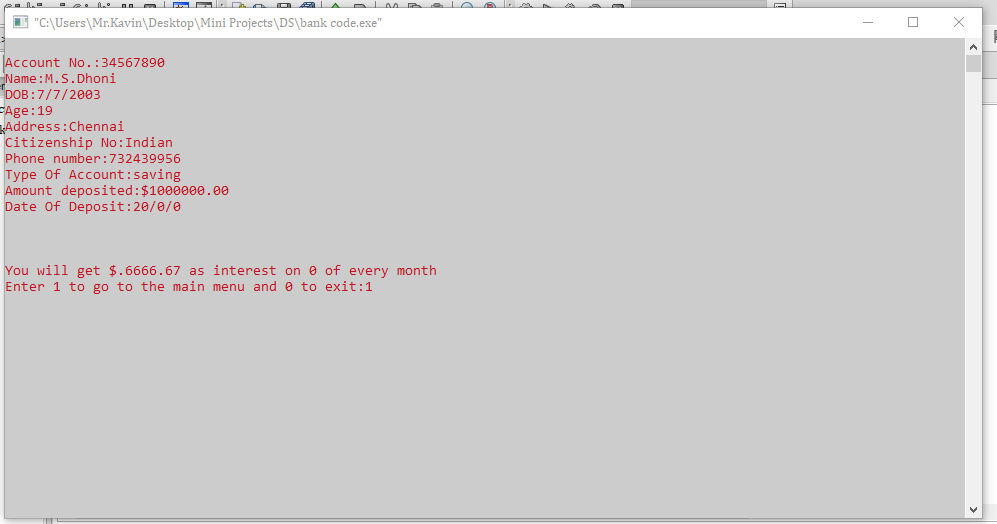 "C:\Users\Mr.Kavin\Desktop\Mini Projects\DS\bank code.exe"
Account No.:34567890
Name:M.S.Dhoni
DOB:7/7/2003
Age:19
Address:Chennai
Citizenship No:Indian
Phone number:732439956
Type Of Account:saving
Amount deposited:$1000000.00
Date Of Deposit:20/0/0
You will get $.6666.67 as interest on 0 of every month
Enter 1 to go to the main menu and 0 to exit:1